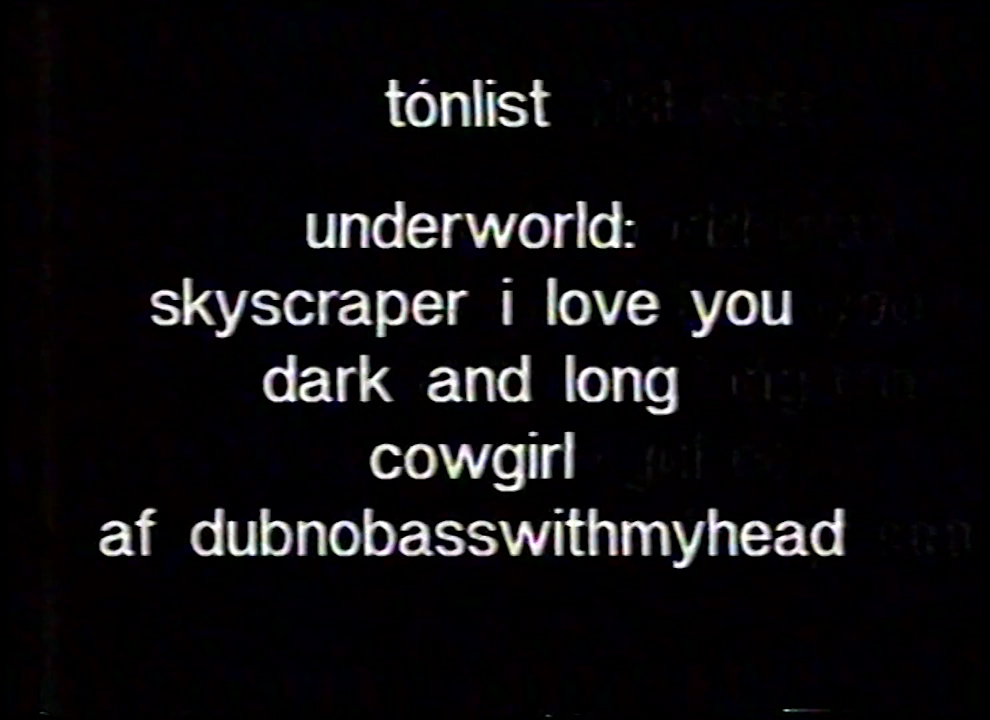 tónlist
underworld:
skyscraper i love you
dark and long
cowgirl
af dubnobasswithmyhead